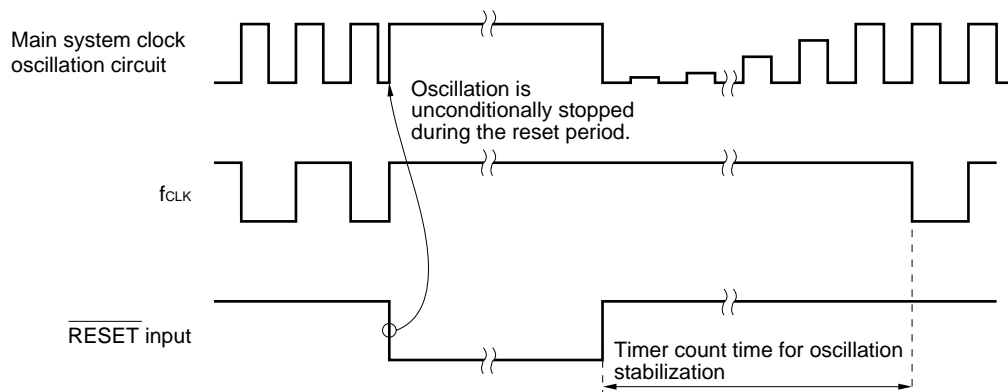 Main system clock
oscillation circuit
Oscillation is
unconditionally stopped
during the reset period.
fCLK
RESET input
Timer count time for oscillation
stabilization